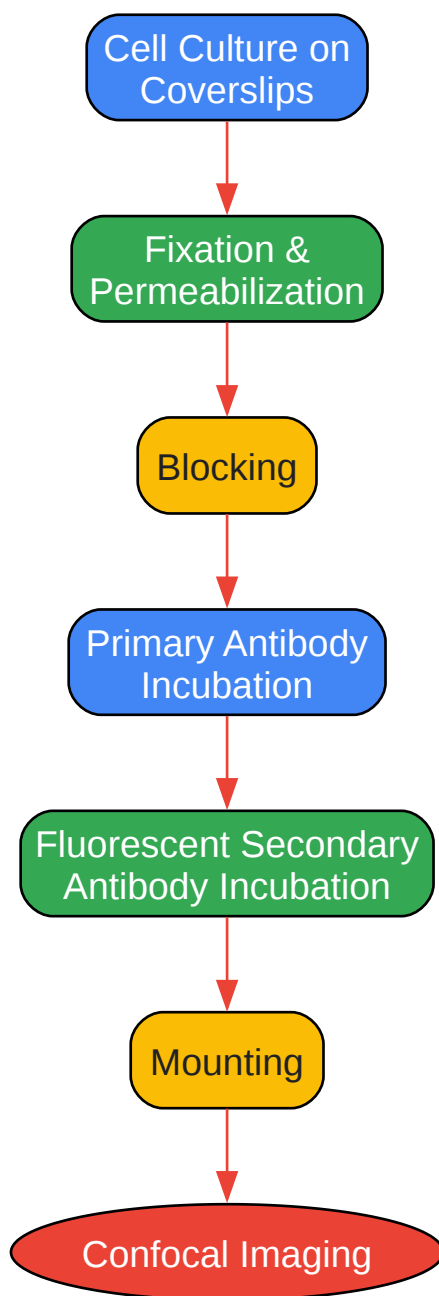 Cell Culture on
Coverslips
Fixation &
Permeabilization
Blocking
Primary Antibody
Incubation
Fluorescent Secondary
Antibody Incubation
Mounting
Confocal Imaging